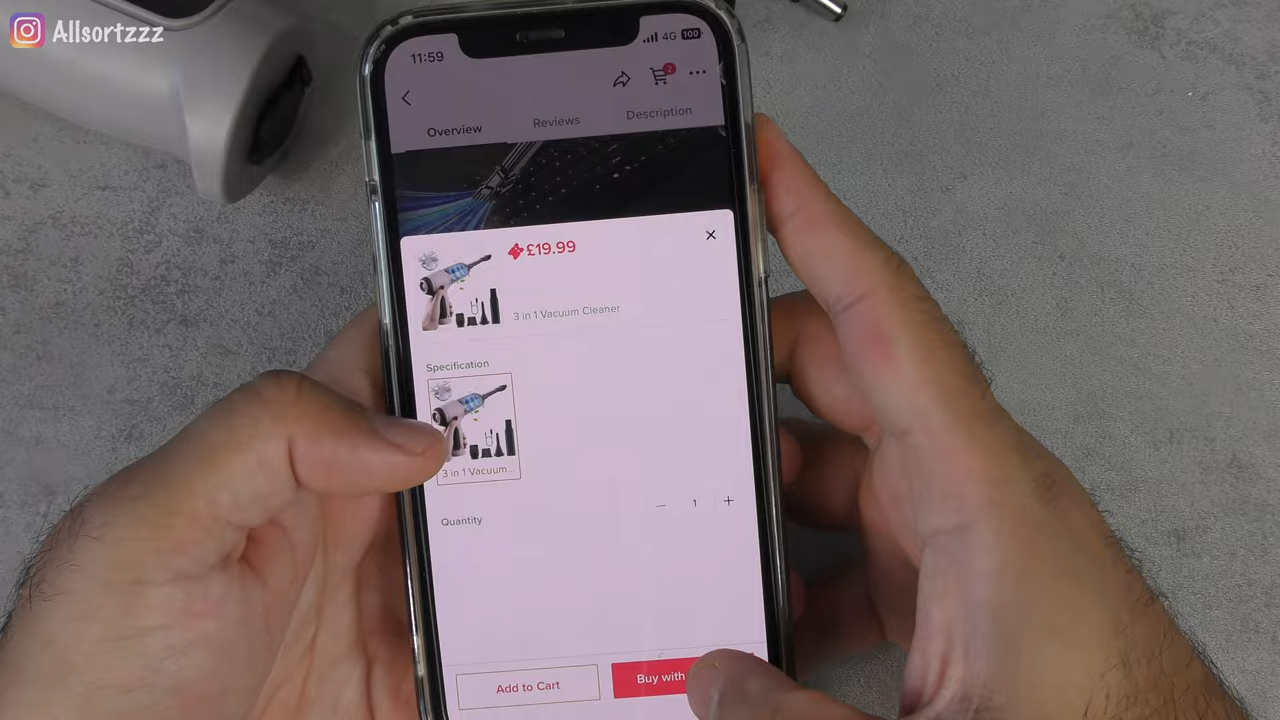 Allsortzzz
11:59
4G 100
2
Overview Reviews Description
£19.99
3 in 1 Vacuum Cleaner
Specification
3 in 1 Vacuum...
Quantity
1
Add to Cart
Buy with